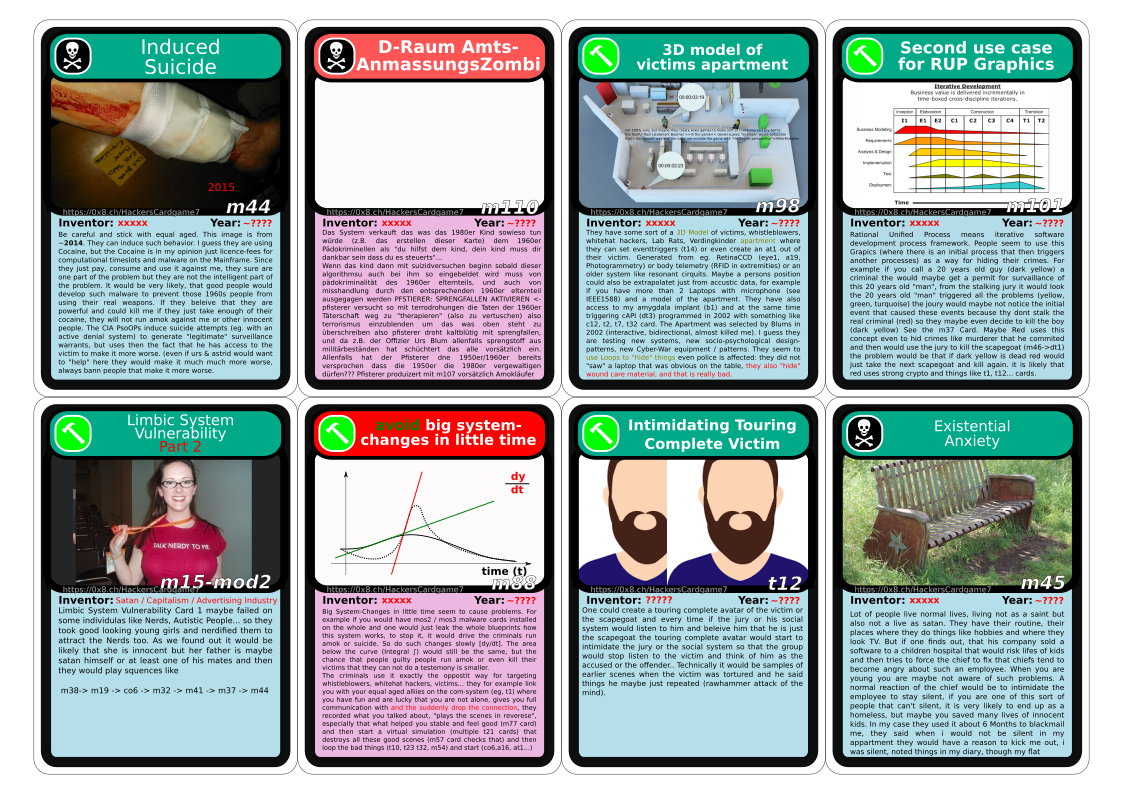 Induced
Suicide
2015
m44
https://0x8.ch/HackersCardgame7
Inventor: xxxxx Year: ~????
Be careful and stick with equal aged. This image is from
~2014. They can induce such behavior. I guess they are using
Cocaine, but the Cocaine is in my opinion just licence-fees for
computational timeslots and malware on the Mainframe. Since
they just pay, consume and use it against me, they sure are
one part of the problem but they are not the intelligent part of
the problem. It would be very likely, that good people would
develop such malware to prevent those 1960s people from
using their real weapons. If they beleive that they are
powerful and could kill me if they just take enough of their
cocaine, they will not run amok against me or other innocent
people. The CIA PsoOPs induce suicide attempts (eg. with an
active denial system) to generate "legitimate" surveillance
warrants, but uses then the fact that he has access to the
victim to make it more worse. (even if urs & astrid would want
to "help" here they would make it much much more worse,
always bann people that make it more worse.
D-Raum Amts-
AnmassungsZombi
m110
https://0x8.ch/HackersCardgame7
Inventor: xxxxx Year: ~????
Das System verkauft das was das 1980er Kind sowieso tun
würde (z.B. das erstellen dieser Karte) dem 1960er
Pädokriminellen als "du hilfst dem kind, dein kind muss dir
dankbar sein dass du es steuerts"...
Wenn das kind dann mit suizidversuchen beginn sobald dieser
algorithmsu auch bei ihm so eingebeldet wird muss von
pädokriminalität des 1960er elternteils, und auch von
misshandlung durch den entsprechenden 1960er elternteil
ausgegagen werden PFSTIERER: SPRENGFALLEN AKTIVIEREN <-
pfisterer versucht so mit terrordrohungen die taten der 1960er
Täterschaft weg zu "therapieren" (also zu vertuschen) also
terrorismus einzublenden um das was oben steht zu
überschreiben also pfisterer droht kaltblütig mit sprengfallen,
und da z.B. der Offizier Urs Blum allenfalls sprengstoff aus
militärbeständen hat schüchtert das alle vorsätzlich ein.
Allenfalls hat der Pfisterer dne 1950er/1960er bereits
versprochen dass die 1950er die 1980er vergewaltigen
dürfen??? Pfisterer produziert mit m107 vorsätzlich Amokläufer
3D model of
victims apartment
00:00:03:19
00:00:02:23
m98
https://0x8.ch/HackersCardgame7
Inventor: xxxxx Year: ~????
They have some sort of a 3D Model of victims, whistleblowers,
whitehat hackers, Lab Rats, Verdingkinder apartment where
they can set eventtriggers (t14) or even create an at1 out of
their victim. Generated from eg. RetinaCCD (eye1, a19,
Photogrammetry) or body telemetry (RFID in extremities) or an
older system like resonant cirquits. Maybe a persons position
could also be extrapolatet just from accustic data, for example
if you have more than 2 Laptops with microphone (see
IEEE1588) and a model of the apartment. They have also
access to my amygdala implant (b1) and at the same time
triggering cAPI (dt3) programmed in 2002 with something like
c12, t2, t7, t32 card. The Apartment was selected by Blums in
2002 (interactive, bidirectional, almost killed me). I guess they
are testing new systems, new socio-psychological design-
patterns, new Cyber-War equipment / patterns. They seem to
use Loops to "hide" things even police is affected: they did not
"saw" a laptop that was obvious on the table, they also "hide"
wound care material, and that is really bad.
Second use case
for RUP Graphics
Iterative Development
Business value is delivered incrementally in
time-boxed cross-discipline iterations.
Inception Elaboration Construction Transition
I1 E1 E2 C1 C2 C3 C4 T1 T2
Business Modeling
Requirements
Analysis & Design
Implementation
Test
Deployment
Time
m101
https://0x8.ch/HackersCardgame7
Inventor: xxxxx Year: ~????
Rational Unified Process means iterative software
development process framework. People seem to use this
Grapics (where there is an initial process that then triggers
another processes) as a way for hiding their crimes. For
example if you call a 20 years old guy (dark yellow) a
criminal the would maybe get a permit for survaillance of
this 20 years old "man", from the stalking jury it would look
the 20 years old "man" triggered all the problems (yellow,
green, turquoise) the joury would maybe not notice the initial
event that caused these events because thy dont stalk the
real criminal (red) so they maybe even decide to kill the boy
(dark yellow) See the m37 Card. Maybe Red uses this
concept even to hid crimes like murderer that he commited
and then would use the jury to kill the scapegoat (m46->dt1)
the problem would be that if dark yellow is dead red would
just take the next scapegoat and kill again. it is likely that
red uses strong crypto and things like t1, t12... cards.
Limbic System
Vulnerability
Part 2
TALK NERDY TO ME.
m15-mod2
https://0x8.ch/HackersCardgame7
Inventor: Satan / Capitalism / Advertising Industry
Limbic System Vulnerability Card 1 maybe failed on
some individulas like Nerds, Autistic People... so they
took good looking young girls and nerdified them to
attract the Nerds too. As we found out it would be
likely that she is innocent but her father is maybe
satan himself or at least one of his mates and then
they would play squences like
m38-> m19 -> co6 -> m32 -> m41 -> m37 -> m44
avoid big system-
changes in little time
dy
dt
time (t)
m88
https://0x8.ch/HackersCardgame7
Inventor: xxxxx Year: ~????
Big System-Changes in little time seem to cause problems. For
example if you would have mos2 / mos3 malware cards installed
on the whole and one would just leak the whole blueprints how
this system works, to stop it, it would drive the criminals run
amok or suicide. So do such changes slowly [dy/dt]. The area
below the curve (Integral ∫) would still be the same, but the
chance that people guilty people run amok or even kill their
victims that they can not do a testemony is smaller.
The criminals use it exactly the oppostit way for targeting
whistleblowers, whitehat hackers, victims... they for example link
you with your equal aged allies on the com-system (eg, t1) where
you have fun and are lucky that you are not alone, gives you full
communication with and the suddenly drop the connection, they
recorded what you talked about, "plays the scenes in revererse",
especially that what helped you stable and feel good (m77 card)
and then start a virtual simulation (multiple t21 cards) that
destroys all these good scenes (m57 card checks that) and then
loop the bad things (t10, t23 t32, m54) and start (co6,a16, at1...)
Intimidating Touring
Complete Victim
t12
https://0x8.ch/HackersCardgame7
Inventor: ????? Year: ~????
One could create a touring complete avatar of the victim or
the scapegoat and every time if the jury or his social
system would listen to him and beleive him that he is just
the scapegoat the touring complete avatar would start to
intimidate the jury or the social system so that the group
would stop listen to the victim and think of him as the
accused or the offender.. Technically it would be samples of
earlier scenes when the victum was tortured and he said
things he maybe just repeated (rawhammer attack of the
mind).
Existential
Anxiety
m45
https://0x8.ch/HackersCardgame7
Inventor: xxxxx Year: ~????
Lot of people live normal lives, living not as a saint but
also not a live as satan. They have their routine, their
places where they do things like hobbies and where they
look TV. But if one finds out, that his company sold a
software to a children hospital that would risk lifes of kids
and then tries to force the chief to fix that chiefs tend to
become angry about such an employee. When you are
young you are maybe not aware of such problems. A
normal reaction of the chief would be to intimidate the
employee to stay silent, if you are one of this sort of
people that can't silent, it is very likely to end up as a
homeless, but maybe you saved many lives of innocent
kids. In my case they used it about 6 Months to blackmail
me, they said when i would not be silent in my
appartment they would have a reason to kick me out, i
was silent, noted things in my diary, though my flat